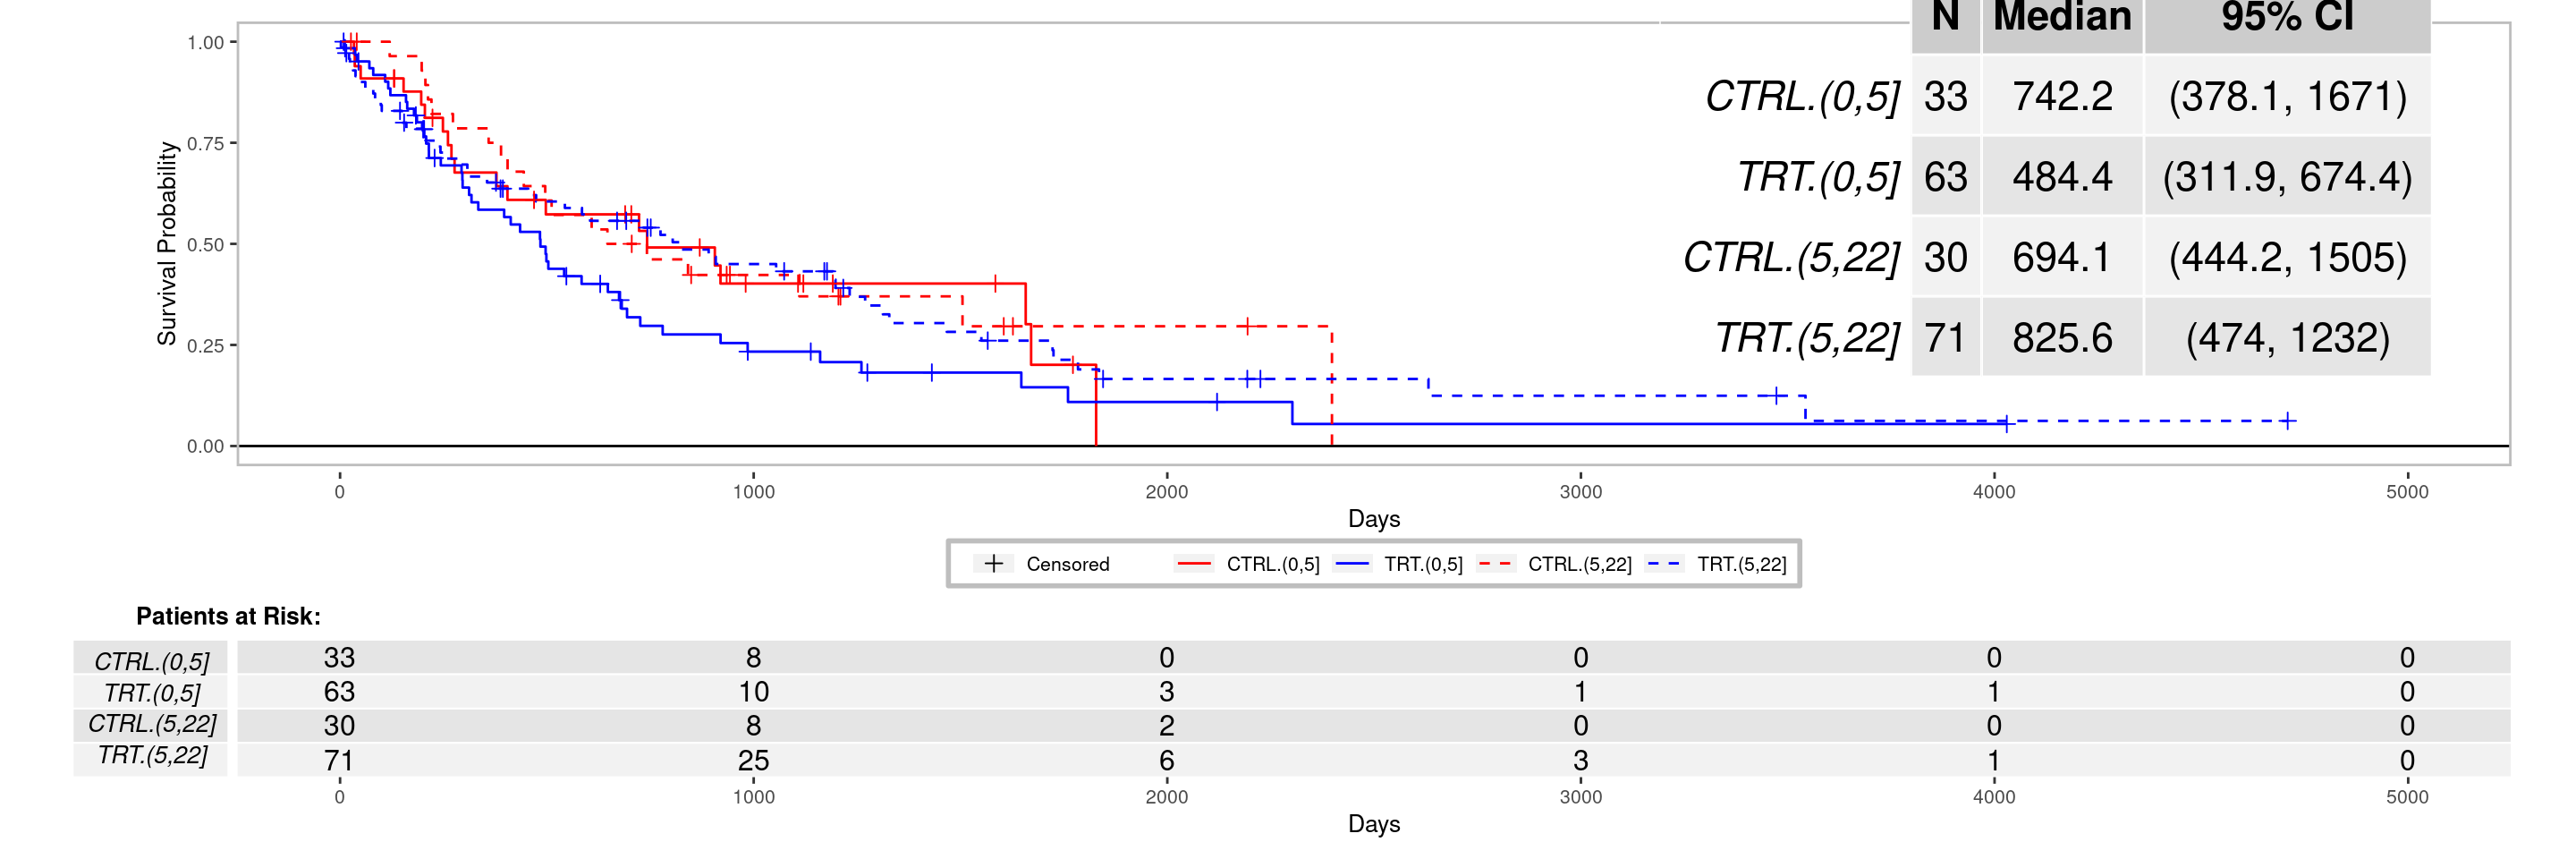 N Median 95% CI
CTRL.(0,5] 33 742.2 (378.1, 1671)
TRT.(0,5] 63 484.4 (311.9, 674.4)
CTRL.(5,22] 30 694.1 (444.2, 1505)
TRT.(5,22] 71 825.6 (474, 1232)
Survival Probability
1.00
0.75
0.50
0.25
0.00
0 1000 2000 3000 4000 5000
Days
Censored CTRL.(0,5] TRT.(0,5] CTRL.(5,22] TRT.(5,22]
Patients at Risk:
CTRL.(0,5] 33 8 0 0 0 0
TRT.(0,5] 63 10 3 1 1 0
CTRL.(5,22] 30 8 2 0 0 0
TRT.(5,22] 71 25 6 3 1 0
0 1000 2000 3000 4000 5000
Days